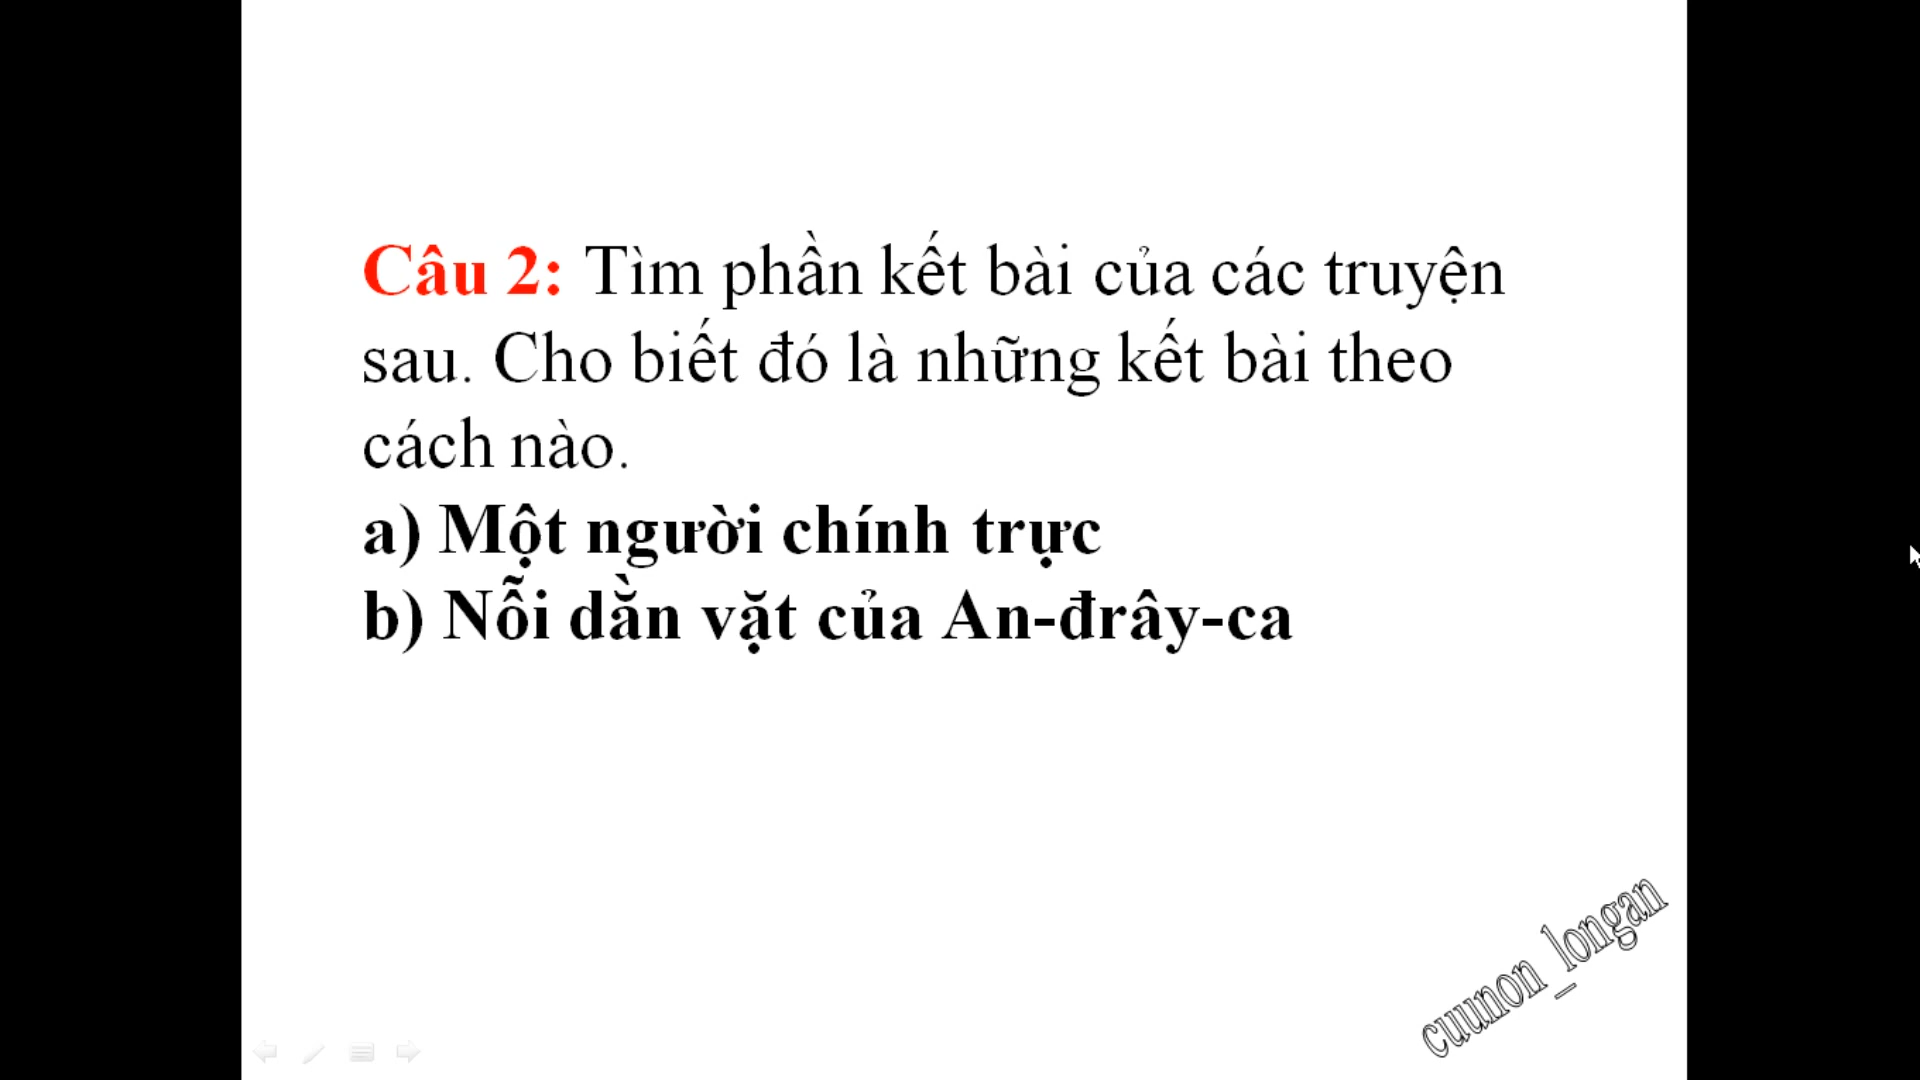 Câu 2: Tìm phần kết bài của các truyện
sau. Cho biết đó là những kết bài theo
cách nào.
a) Một người chính trực
b) Nỗi dằn vặt của An-đrây-ca
cuunon_longan